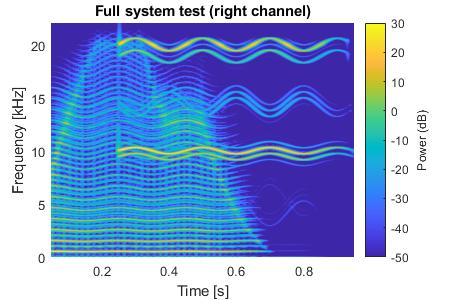 Full system test (right channel)
Frequency [kHz]
20
15
10
5
0
0.2 0.4 0.6 0.8
Time [s]
30
20
10
0
-10
-20
-30
-40
-50
Power (dB)